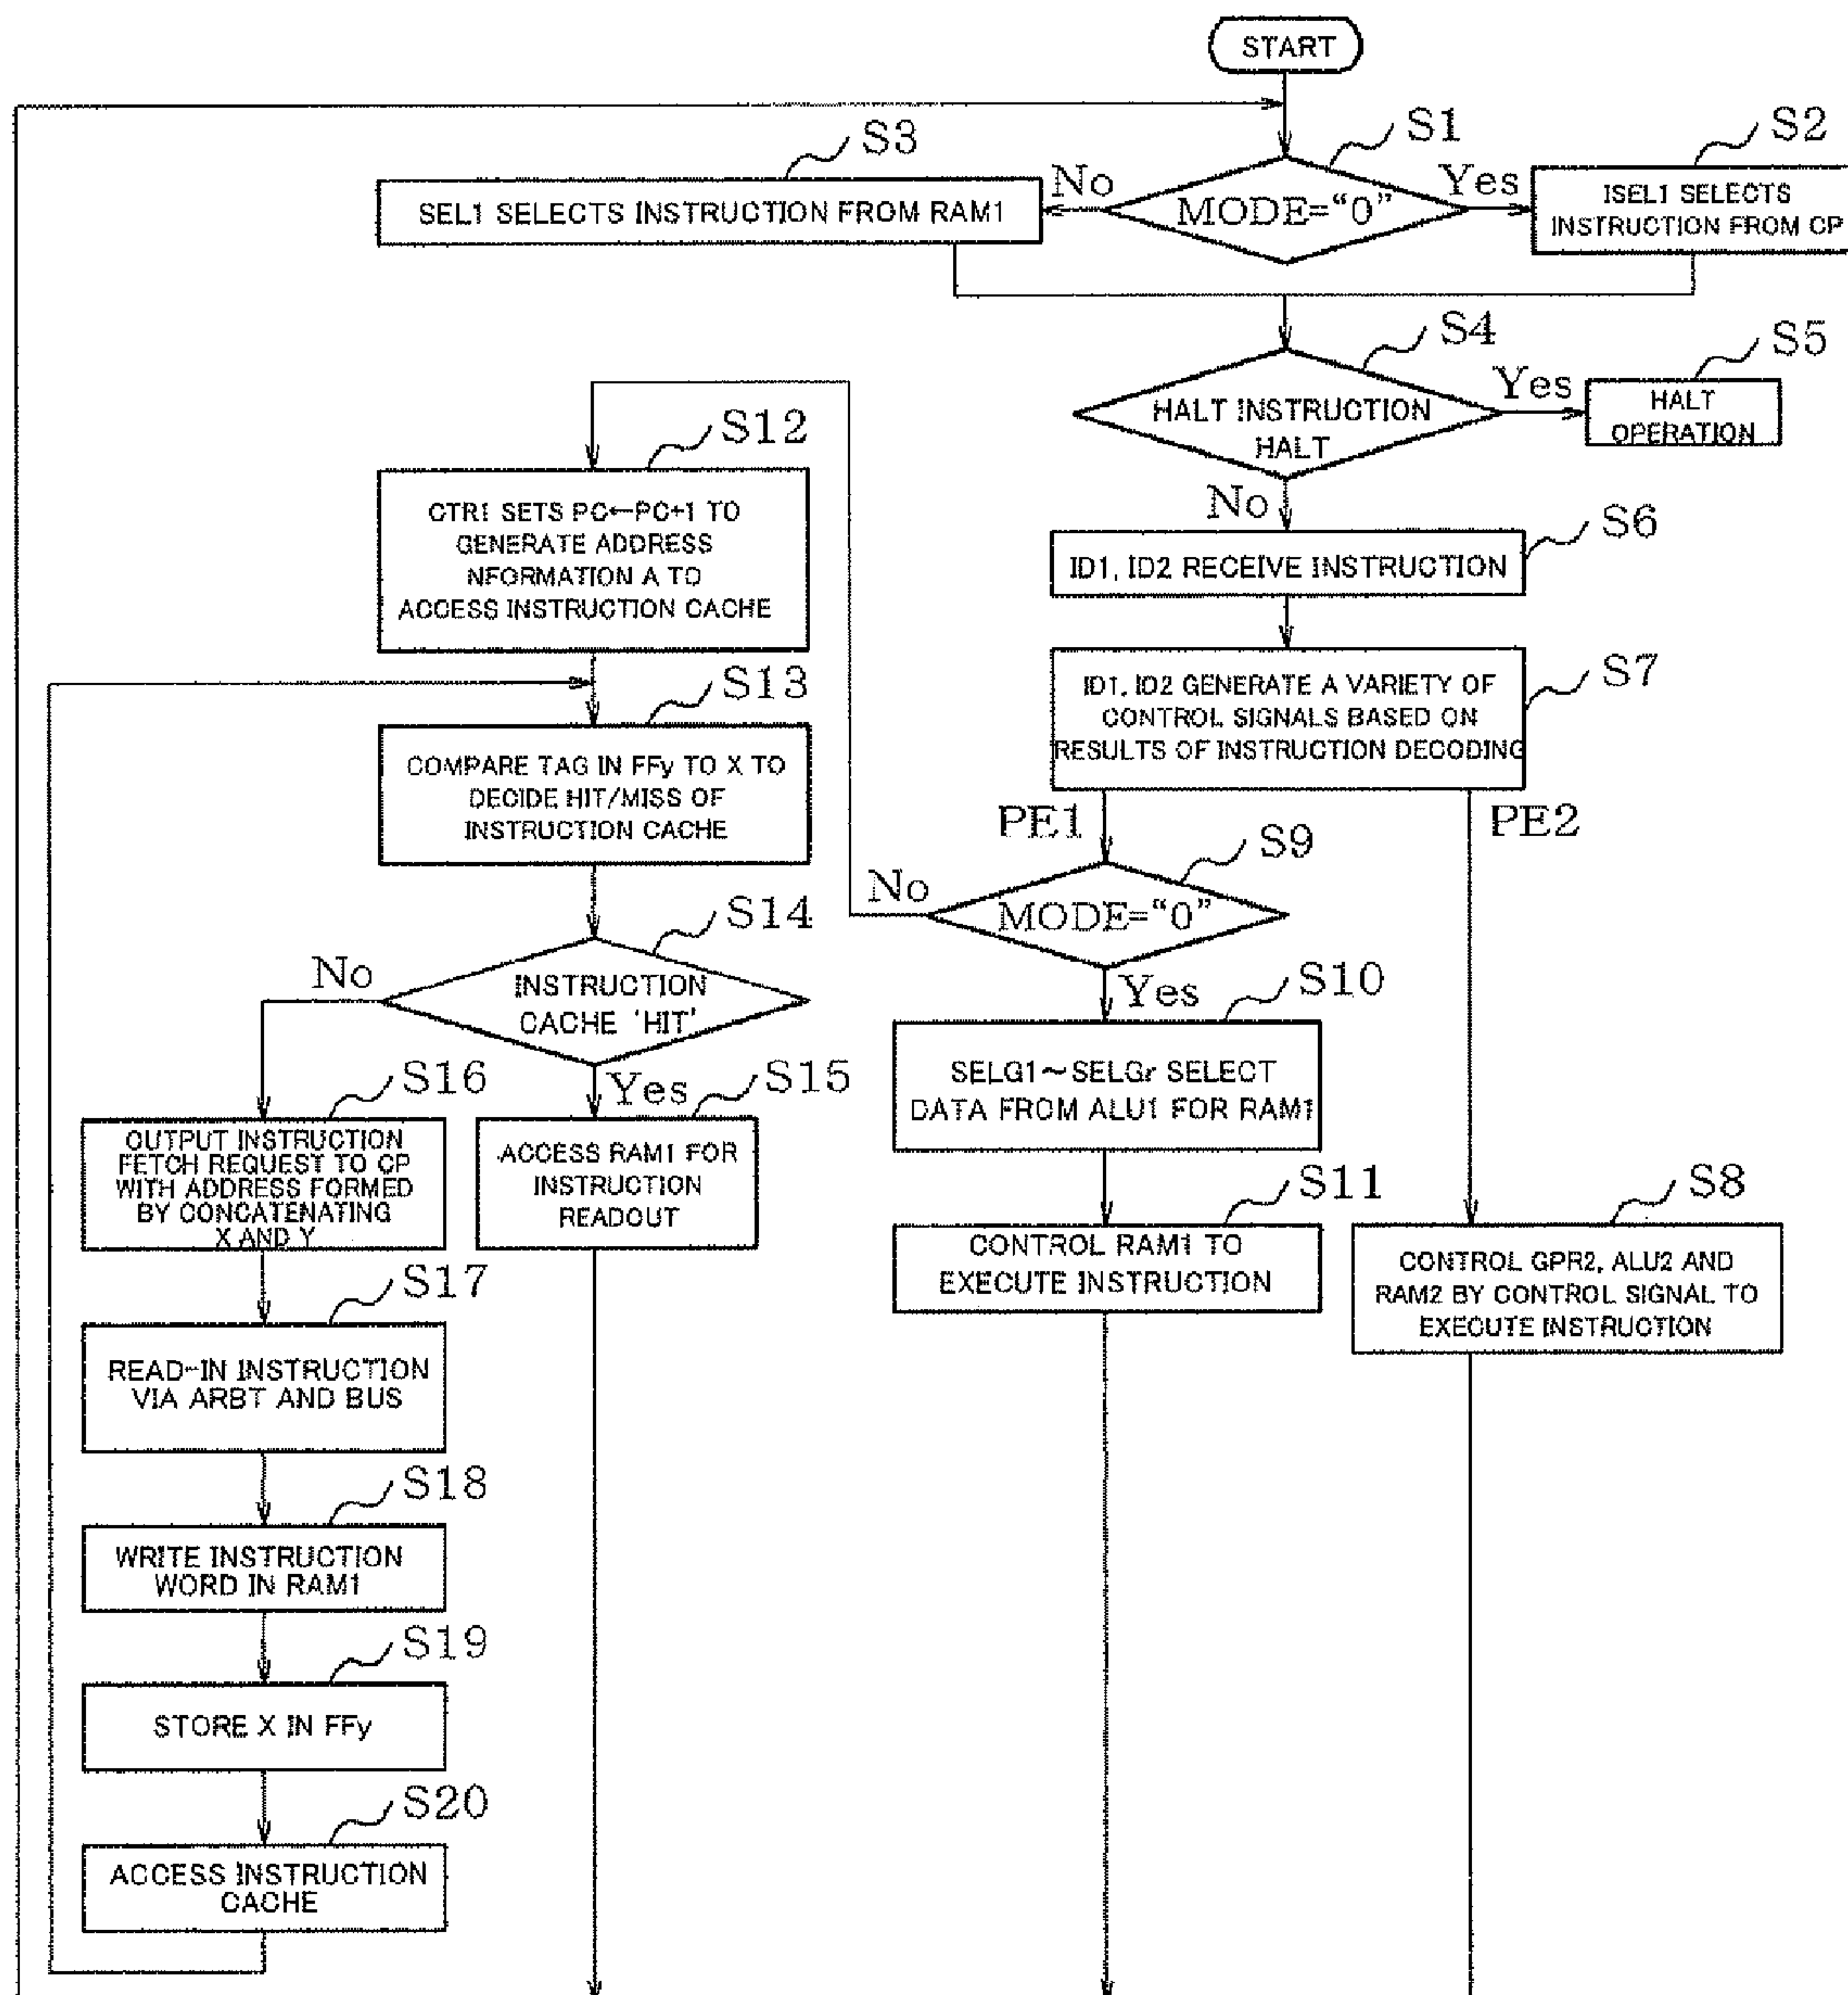 START
S1
MODE="0"
Yes
No
S2
ISEL1 SELECTS
INSTRUCTION FROM CP
S3
SEL1 SELECTS INSTRUCTION FROM RAM1
S4
HALT INSTRUCTION
HALT
Yes
No
S5
HALT
OPERATION
S6
ID1, ID2 RECEIVE INSTRUCTION
S7
ID1, ID2 GENERATE A VARIETY OF
CONTROL SIGNALS BASED ON
RESULTS OF INSTRUCTION DECODING
PE1
PE2
S9
MODE="0"
No
Yes
S10
SELG1~SELGr SELECT
DATA FROM ALU1 FOR RAM1
S11
CONTROL RAM1 TO
EXECUTE INSTRUCTION
S8
CONTROL GPR2, ALU2 AND
RAM2 BY CONTROL SIGNAL TO
EXECUTE INSTRUCTION
S12
CTR1 SETS PC←PC+1 TO
GENERATE ADDRESS
NFORMATION A TO
ACCESS INSTRUCTION CACHE
S13
COMPARE TAG IN FFy TO X TO
DECIDE HIT/MISS OF
INSTRUCTION CACHE
S14
INSTRUCTION
CACHE 'HIT'
No
Yes
S15
ACCESS RAM1 FOR
INSTRUCTION
READOUT
S16
OUTPUT INSTRUCTION
FETCH REQUEST TO CP
WITH ADDRESS FORMED
BY CONCATENATING
X AND Y
S17
READ-IN INSTRUCTION
VIA ARBT AND BUS
S18
WRITE INSTRUCTION
WORD IN RAM1
S19
STORE X IN FFy
S20
ACCESS INSTRUCTION
CACHE